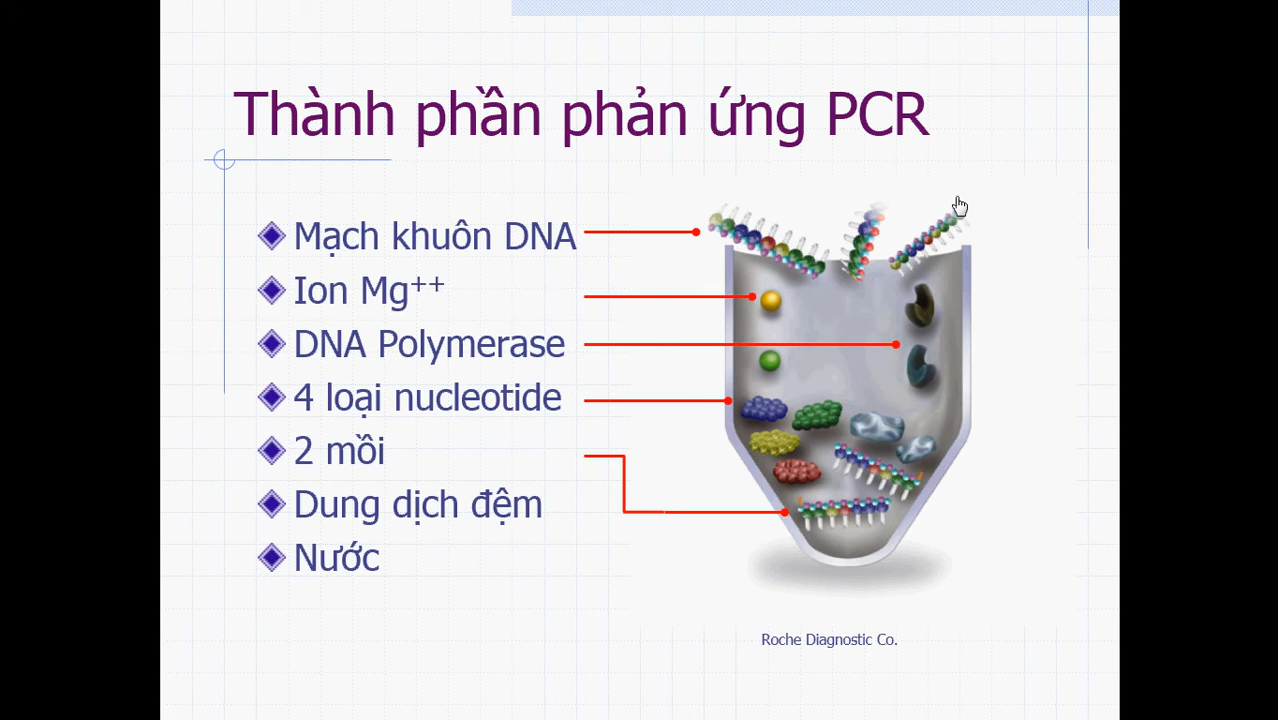 Thành phần phản ứng PCR
Mạch khuôn DNA
Ion Mg⁺⁺
DNA Polymerase
4 loại nucleotide
2 mồi
Dung dịch đệm
Nước
Roche Diagnostic Co.